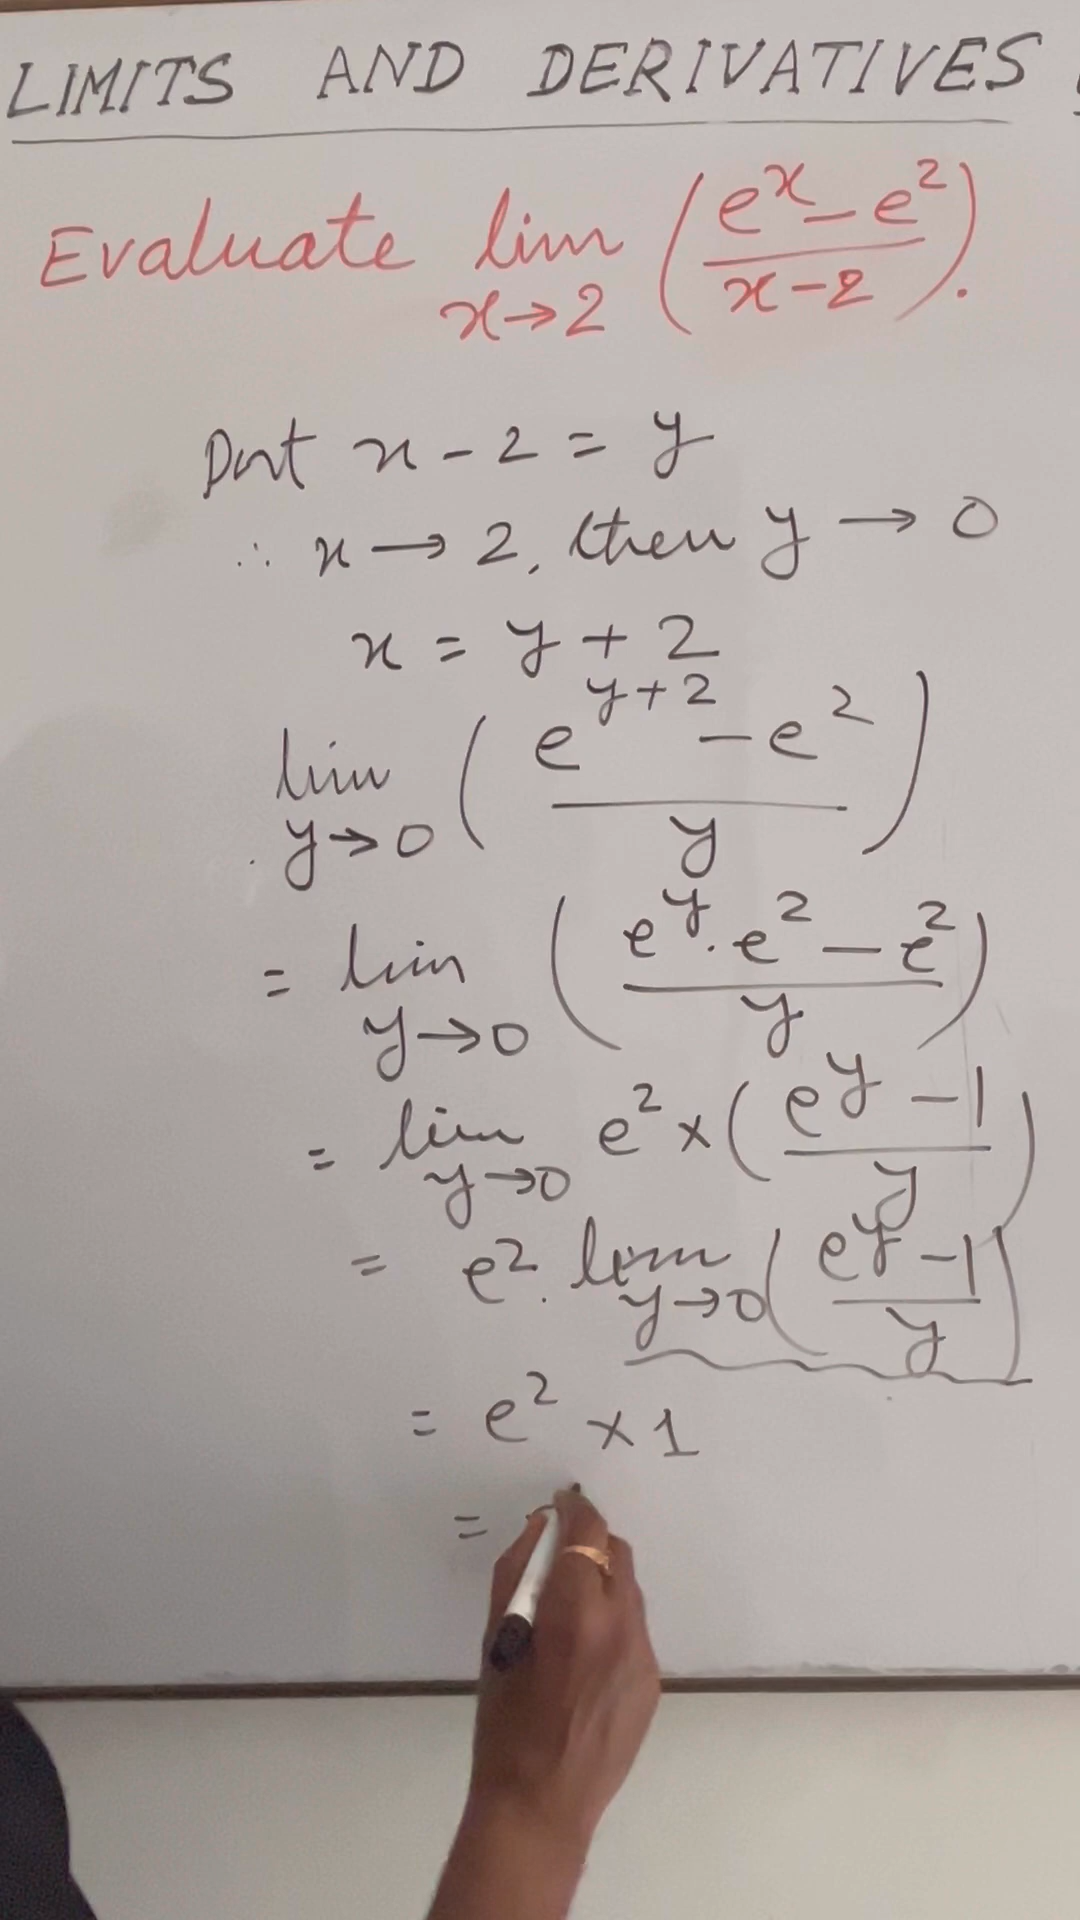 LIMITS AND DERIVATIVES
Evaluate lim x→2 (e^x - e^2 / x-2).
Put x - 2 = y
∴ x → 2, then y → 0
x = y + 2
lim y→0 (e^y+2 - e^2 / y)
= lim y→0 (e^y . e^2 - e^2 / y)
= lim y→0 e^2 × (e^y - 1 / y)
= e^2 . lim y→0 (e^y - 1 / y)
= e^2 × 1
=